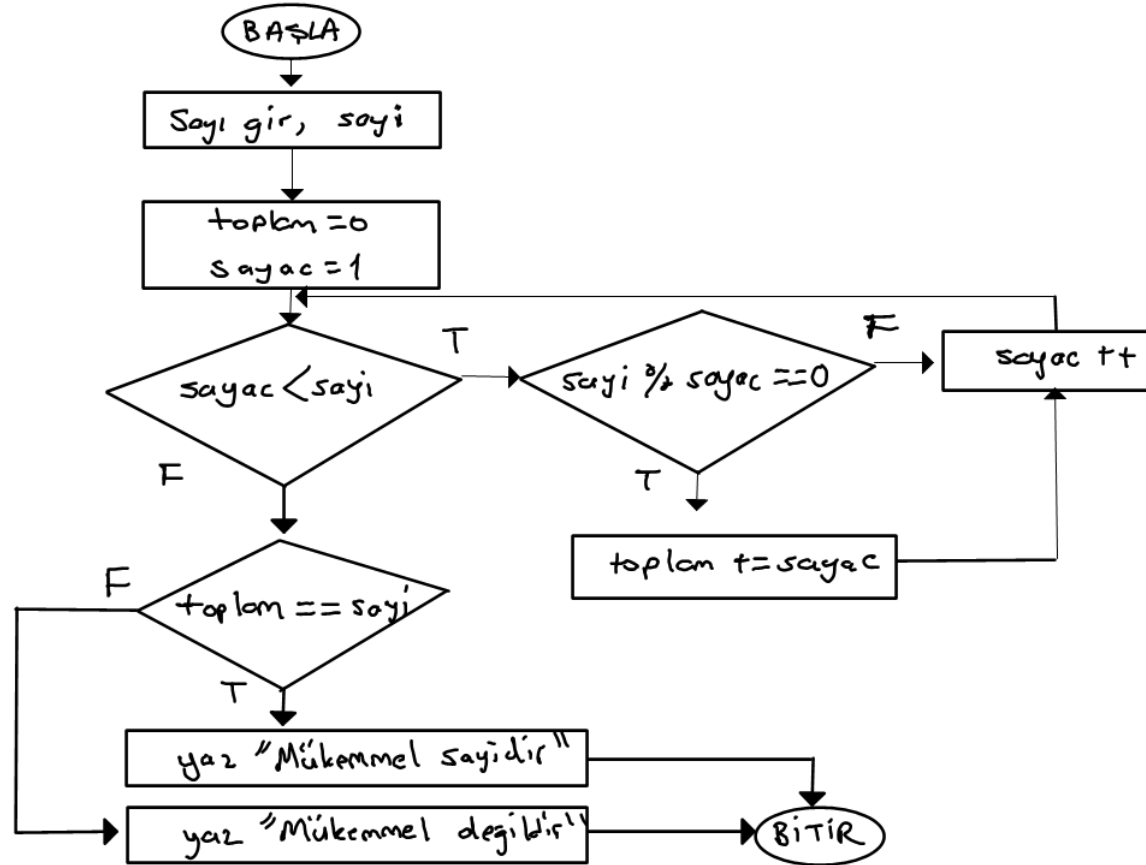 BAŞLA
Sayı gir, sayi
toplam = 0
sayac = 1
sayac < sayi
T
F
sayi % sayac == 0
F
T
sayac ++
toplam += sayac
toplam == sayi
F
T
yaz "Mükemmel sayidir"
yaz "Mükemmel değildir"
BİTİR